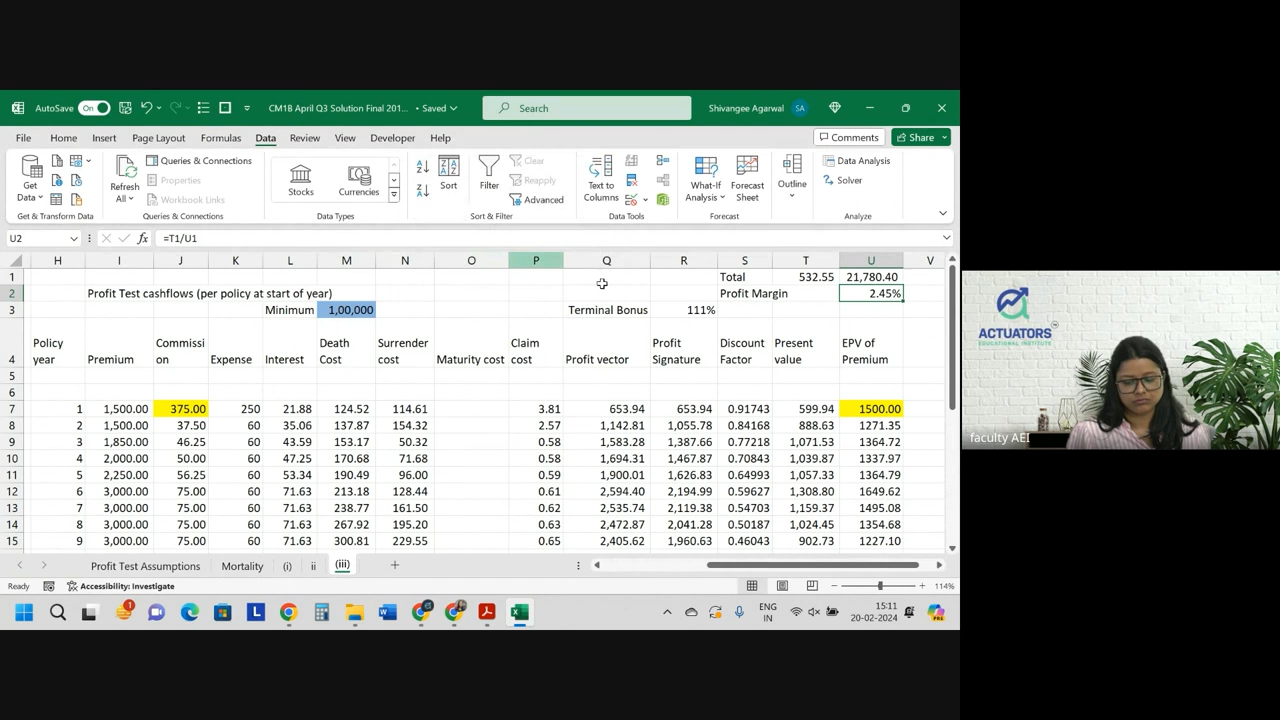 AutoSave On CM1B April Q3 Solution Final 201... • Saved Search Shivangee Agarwal SA
File Home Insert Page Layout Formulas Data Review View Developer Help Comments Share
Get Data Refresh All Queries & Connections Properties Workbook Links Stocks Currencies Sort Filter Clear Reapply Advanced Text to Columns What-If Analysis Forecast Sheet Outline Data Analysis Solver
Get & Transform Data Queries & Connections Data Types Sort & Filter Data Tools Forecast Analyze
U2 fx =T1/U1
H I J K L M N O P Q R S T U V
1 Total 532.55 21,780.40
2 Profit Test cashflows (per policy at start of year) Profit Margin 2.45%
3 Minimum 1,00,000 Terminal Bonus 111%
4 Policy year Premium Commissi on Expense Interest Death Cost Surrender cost Maturity cost Claim cost Profit vector Profit Signature Discount Factor Present value EPV of Premium
5
6
7 1 1,500.00 375.00 250 21.88 124.52 114.61 3.81 653.94 653.94 0.91743 599.94 1500.00
8 2 1,500.00 37.50 60 35.06 137.87 154.32 2.57 1,142.81 1,055.78 0.84168 888.63 1271.35
9 3 1,850.00 46.25 60 43.59 153.17 50.32 0.58 1,583.28 1,387.66 0.77218 1,071.53 1364.72
10 4 2,000.00 50.00 60 47.25 170.68 71.68 0.58 1,694.31 1,467.87 0.70843 1,039.87 1337.97
11 5 2,250.00 56.25 60 53.34 190.49 96.00 0.59 1,900.01 1,626.83 0.64993 1,057.33 1364.79
12 6 3,000.00 75.00 60 71.63 213.18 128.44 0.61 2,594.40 2,194.99 0.59627 1,308.80 1649.62
13 7 3,000.00 75.00 60 71.63 238.77 161.50 0.62 2,535.74 2,119.38 0.54703 1,159.37 1495.08
14 8 3,000.00 75.00 60 71.63 267.92 195.20 0.63 2,472.87 2,041.28 0.50187 1,024.45 1354.68
15 9 3,000.00 75.00 60 71.63 300.81 229.55 0.65 2,405.62 1,960.63 0.46043 902.73 1227.10
Profit Test Assumptions Mortality (i) ii (iii)
Ready Accessibility: Investigate 114%
ENG IN 15:11 20-02-2024
ACTUATORS
EDUCATIONAL INSTITUTE
faculty AEI